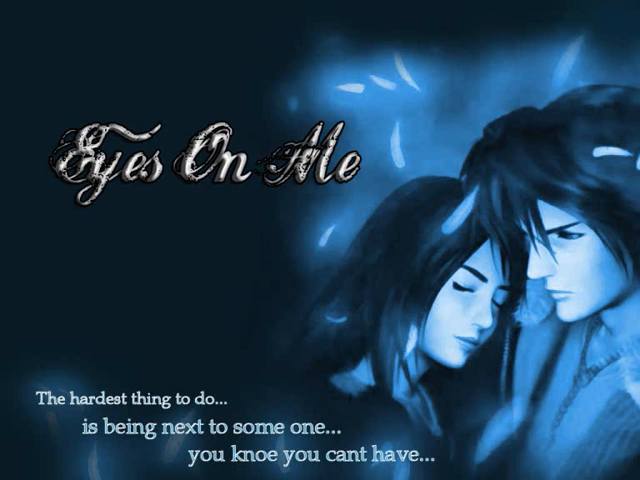 Eyes On Me
The hardest thing to do...
is being next to some one...
you knoe you cant have...